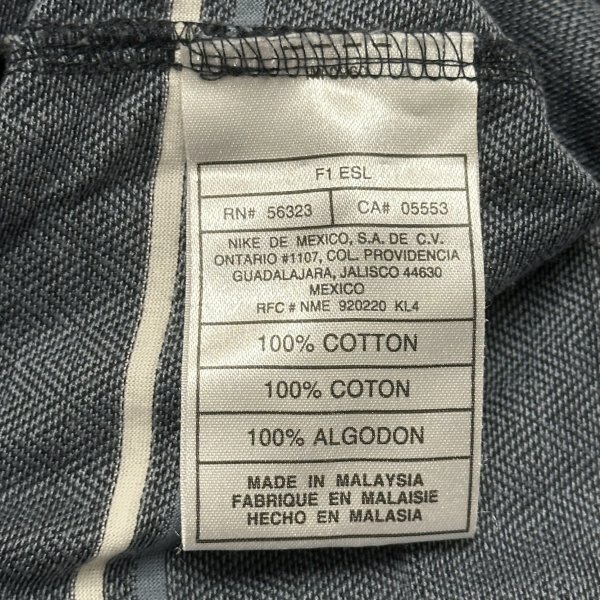 F1 ESL
RN# 56323 CA# 05553
NIKE DE MEXICO, S.A. DE C.V.
ONTARIO #1107, COL. PROVIDENCIA
GUADALAJARA, JALISCO 44630
MEXICO
RFC # NME 920220 KL4
100% COTTON
100% COTON
100% ALGODON
MADE IN MALAYSIA
FABRIQUE EN MALAISIE
HECHO EN MALASIA